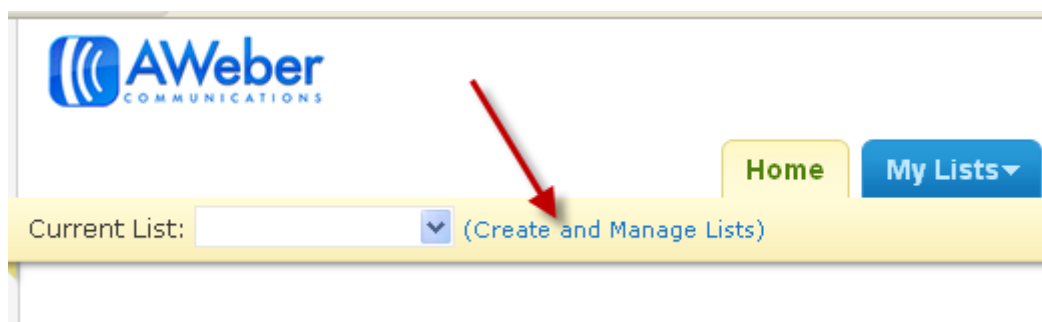 AWeber
COMMUNICATIONS
Home My Lists
Current List: (Create and Manage Lists)